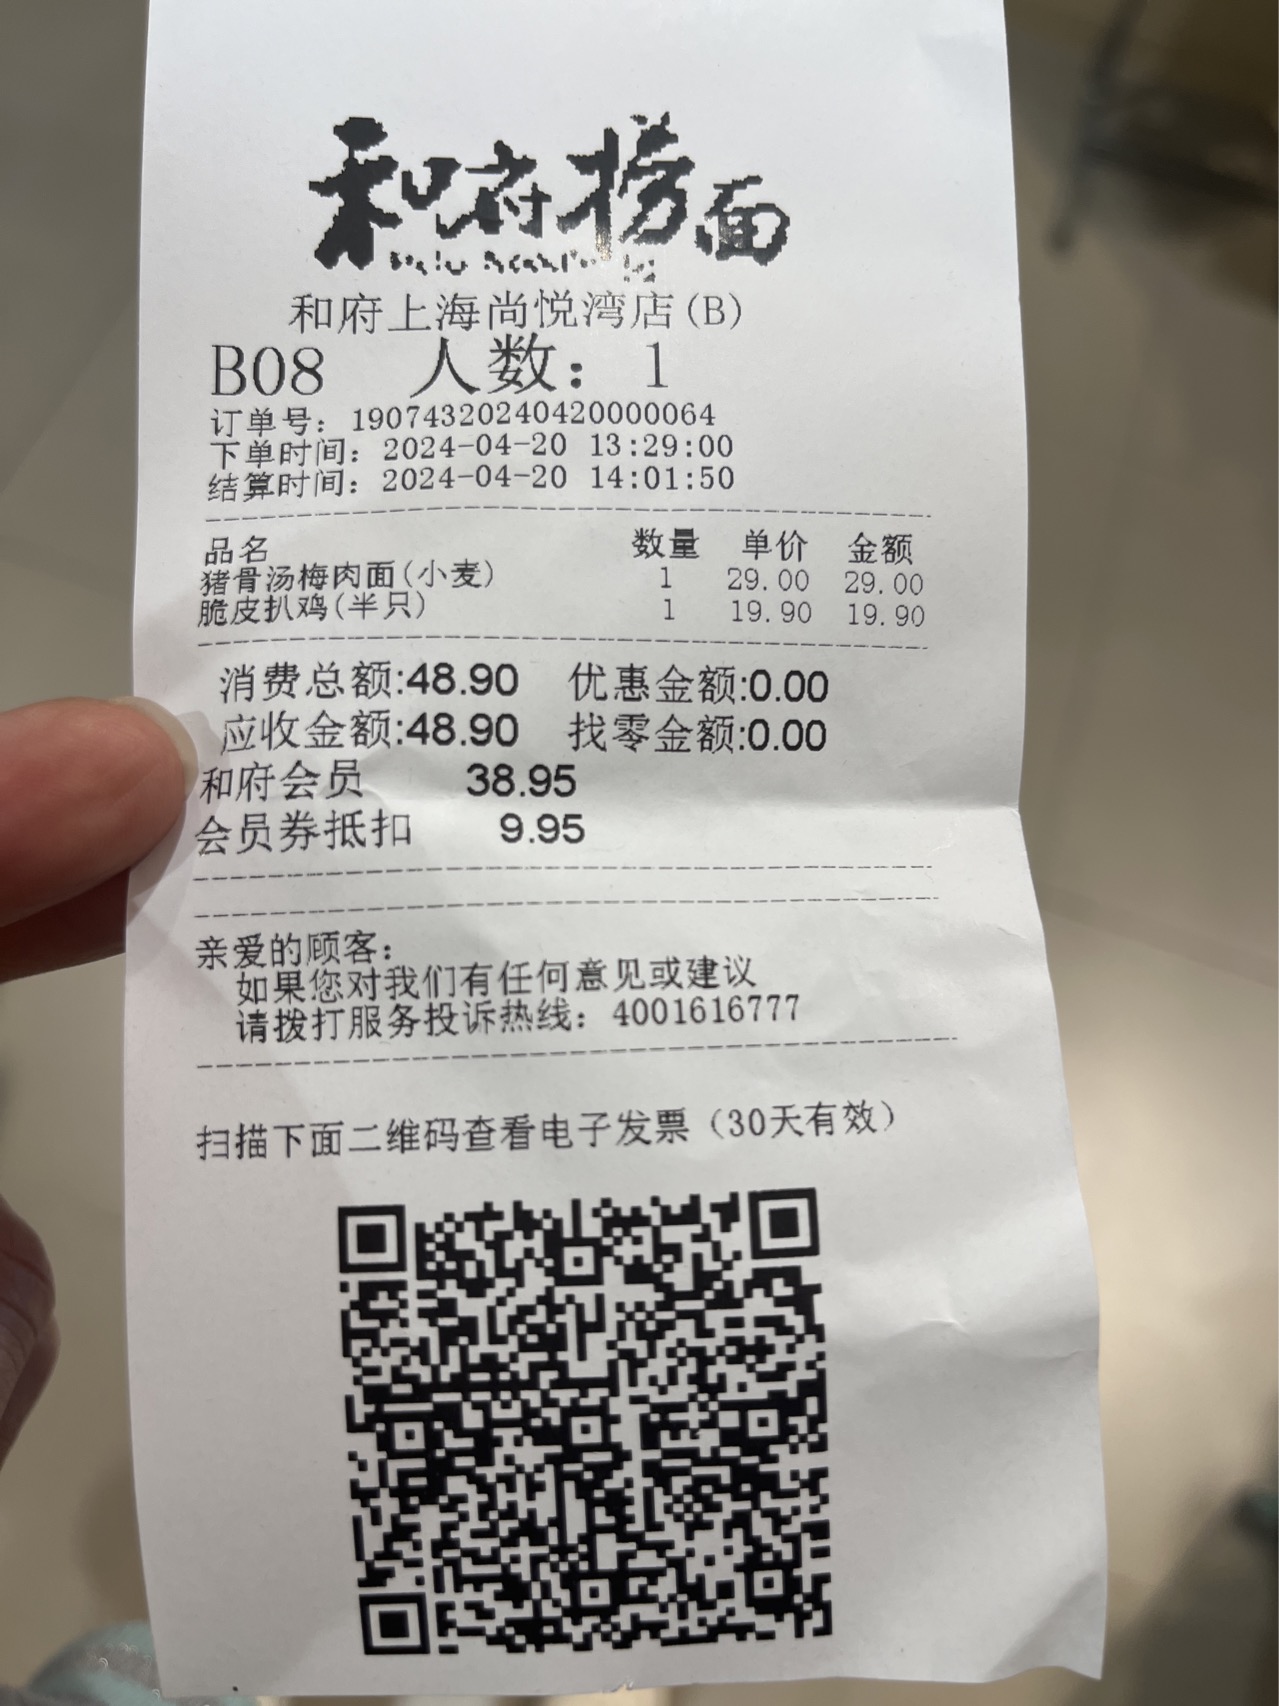 和府捞面
和府上海尚悦湾店(B)
B08 人数： 1
订单号： 19074320240420000064
下单时间： 2024-04-20 13:29:00
结算时间： 2024-04-20 14:01:50
品名 数量 单价 金额
猪骨汤梅肉面(小麦) 1 29.00 29.00
脆皮扒鸡(半只) 1 19.90 19.90
消费总额:48.90 优惠金额:0.00
应收金额:48.90 找零金额:0.00
和府会员 38.95
会员券抵扣 9.95
亲爱的顾客：
如果您对我们有任何意见或建议
请拨打服务投诉热线： 4001616777
扫描下面二维码查看电子发票（30天有效）